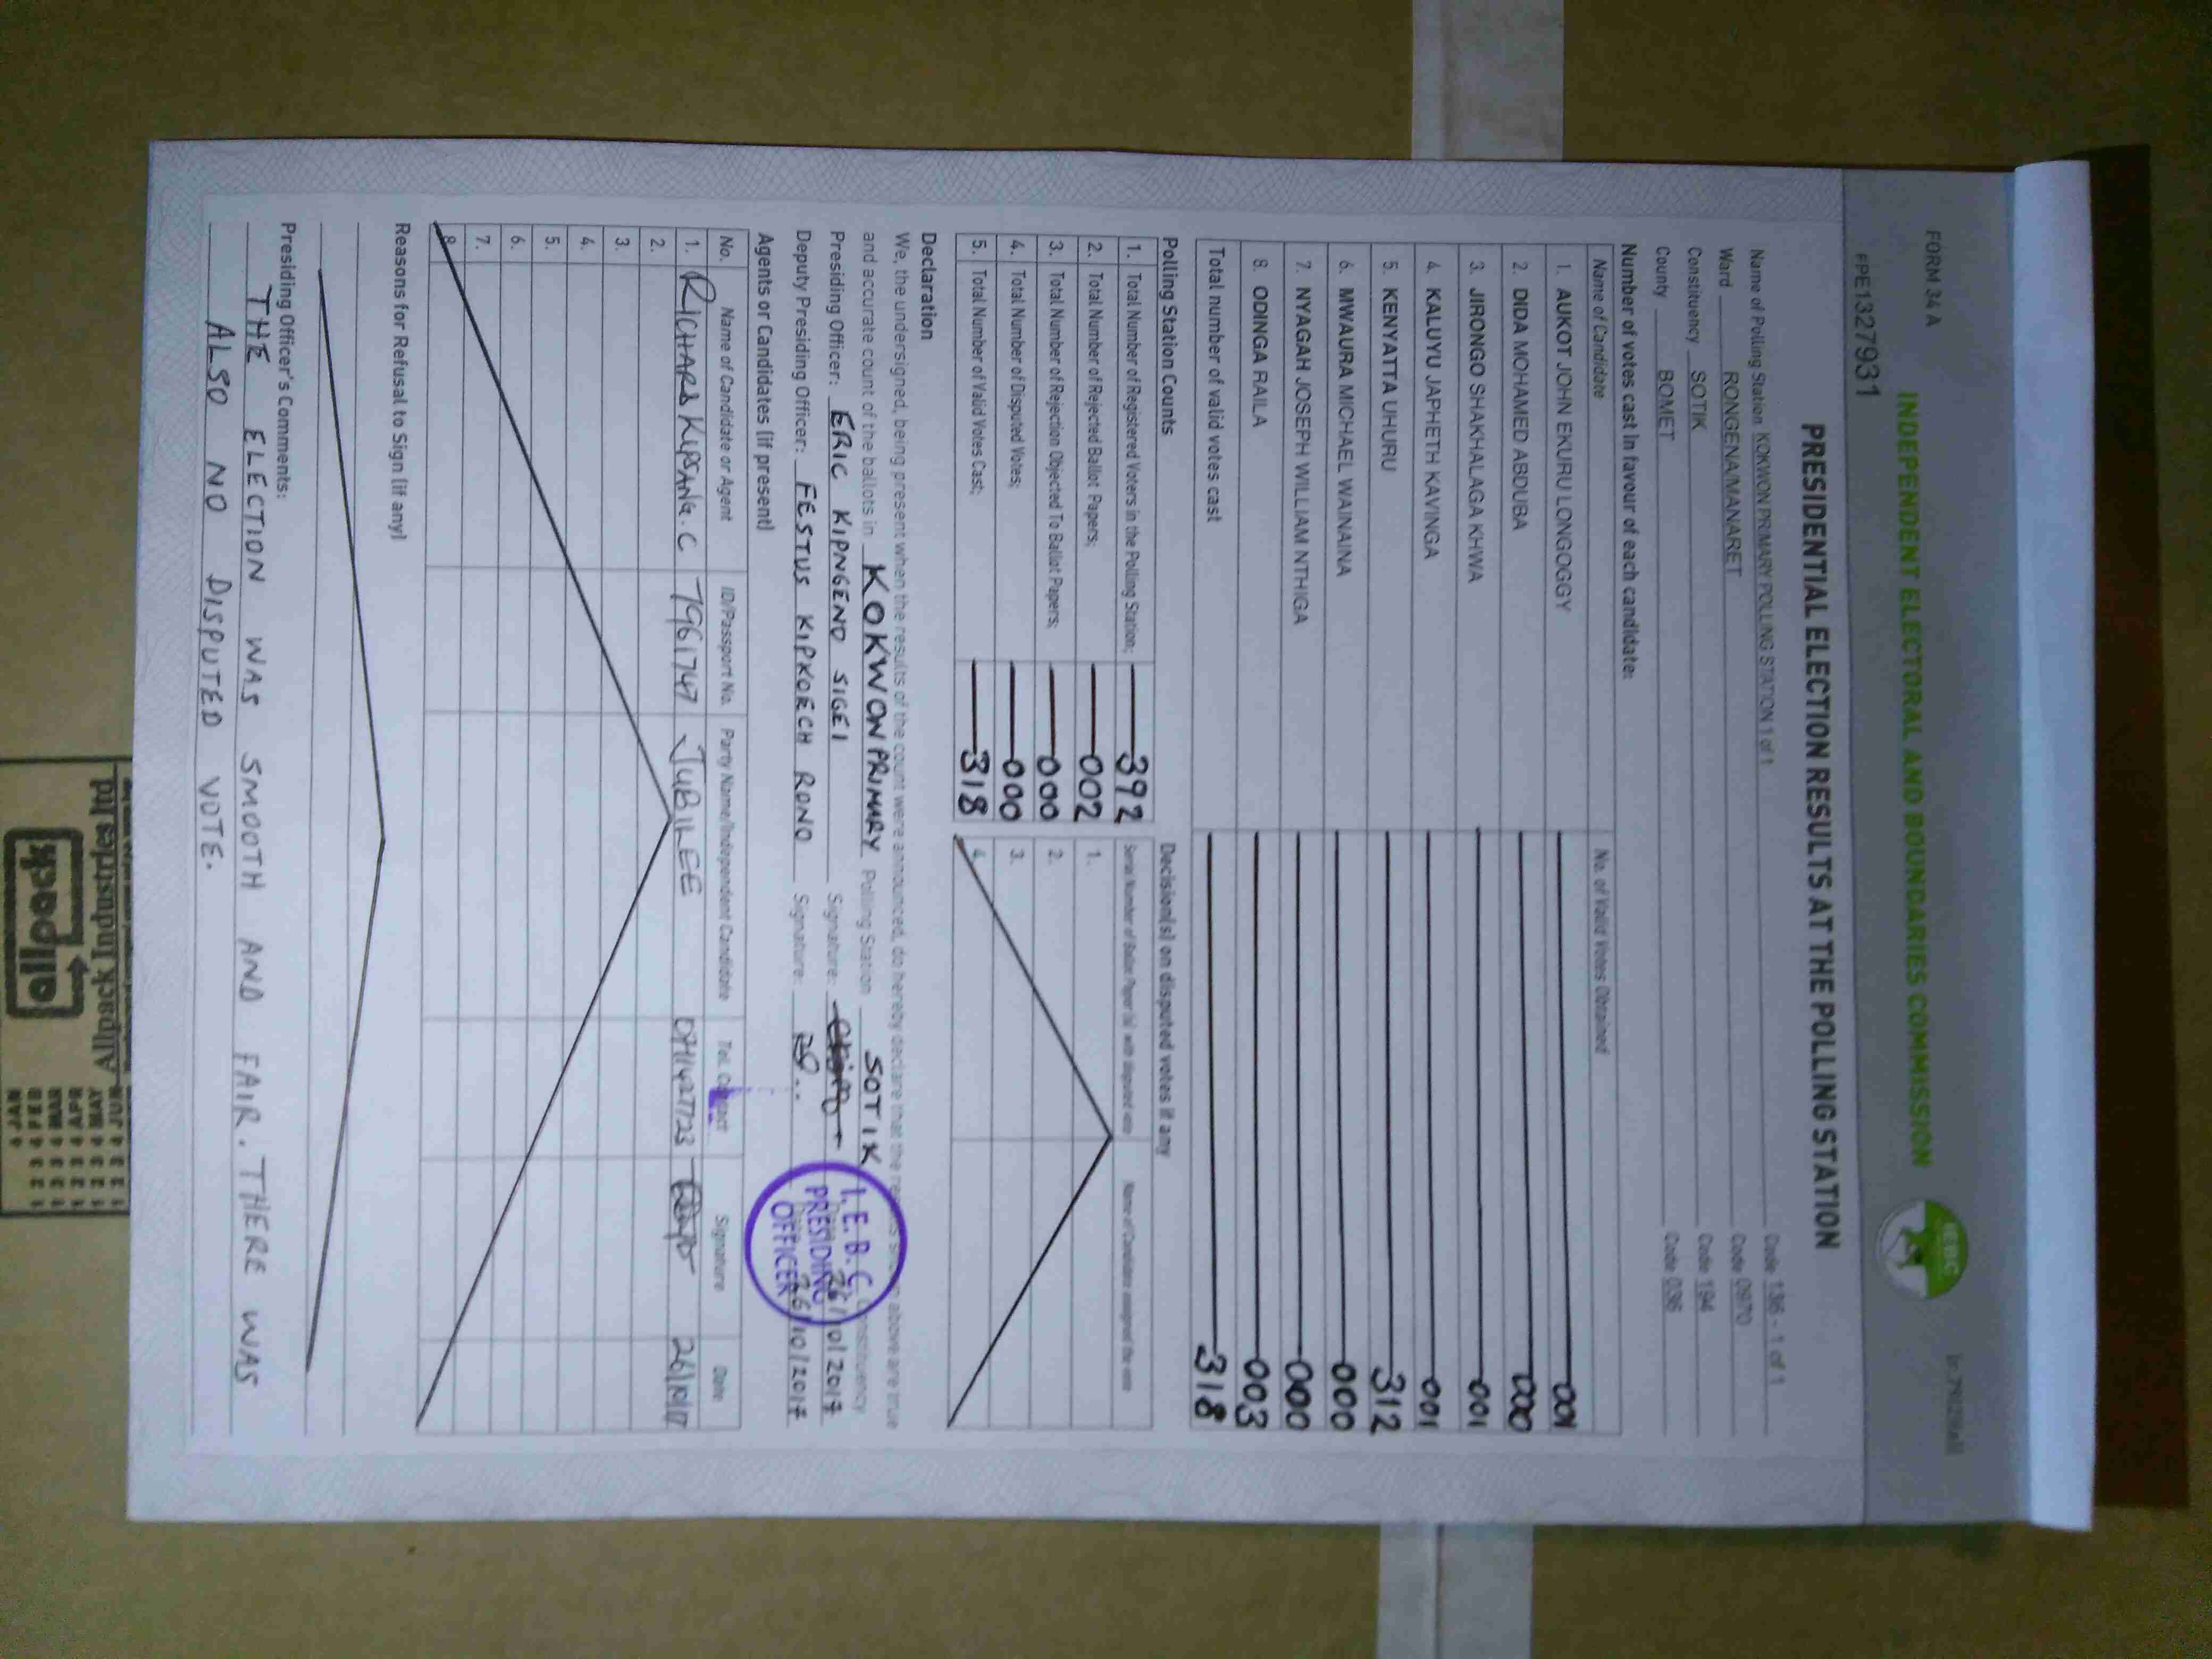 FORM 34 A
INDEPENDENT ELECTORAL AND BOUNDARIES COMMISSION
IEBC
FPE1327931
PRESIDENTIAL ELECTION RESULTS AT THE POLLING STATION
Name of Polling Station KOKWON PRIMARY POLLING STATION 1 of 1 Code 136 - 1 of 1
Ward RONGENA/MANARET Code 0970
Constituency SOTIK Code 194
County BOMET Code 036
Number of votes cast in favour of each candidate:
Name of Candidate No. of Valid Votes Obtained
1. AUKOT JOHN EKURU LONGOGGY 001
2. DIDA MOHAMED ABDUBA 000
3. JIRONGO SHAKHALAGA KHWA 001
4. KALUYU JAPHETH KAVINGA 001
5. KENYATTA UHURU 312
6. MWAURA MICHAEL WAINAINA 000
7. NYAGAH JOSEPH WILLIAM NTHIGA 000
8. ODINGA RAILA 003
Total number of valid votes cast 318
Polling Station Counts Decision(s) on disputed votes if any
1. Total Number of Registered Voters in the Polling Station; 392
2. Total Number of Rejected Ballot Papers; 002
3. Total Number of Rejection Objected To Ballot Papers; 000
4. Total Number of Disputed Votes; 000
5. Total Number of Valid Votes Cast; 318
Serial Number of Ballot Paper (s) with disputed vote Name of Candidate assigned the vote
1.
2.
3.
4.
Declaration
We, the undersigned, being present when the results of the count were announced, do hereby declare that the above are true
and accurate count of the ballots in KOKWON PRIMARY Polling Station SOTIK Constituency
Presiding Officer: ERIC KIPNGENO SIGEI Signature: 26/10/2017
Deputy Presiding Officer: FESTUS KIPKOECH RONO Signature: 26/10/2017
I.E.B.C.
PRESIDING
OFFICER
Agents or Candidates (if present)
No. Name of Candidate or Agent ID/Passport No. Party Name/Independent Candidate Tel. Contact Signature Date
1. RICHARD KIPSANG.C 7961747 JUBILEE 0711427723 26/10/17
2.
3.
4.
5.
6.
7.
8.
Reasons for Refusal to Sign (if any)
Presiding Officer's Comments:
THE ELECTION WAS SMOOTH AND FAIR. THERE WAS
ALSO NO DISPUTED VOTE.
Allpack Industries Ltd
allpack
JUN
MAY
APR
MAR
FEB
JAN